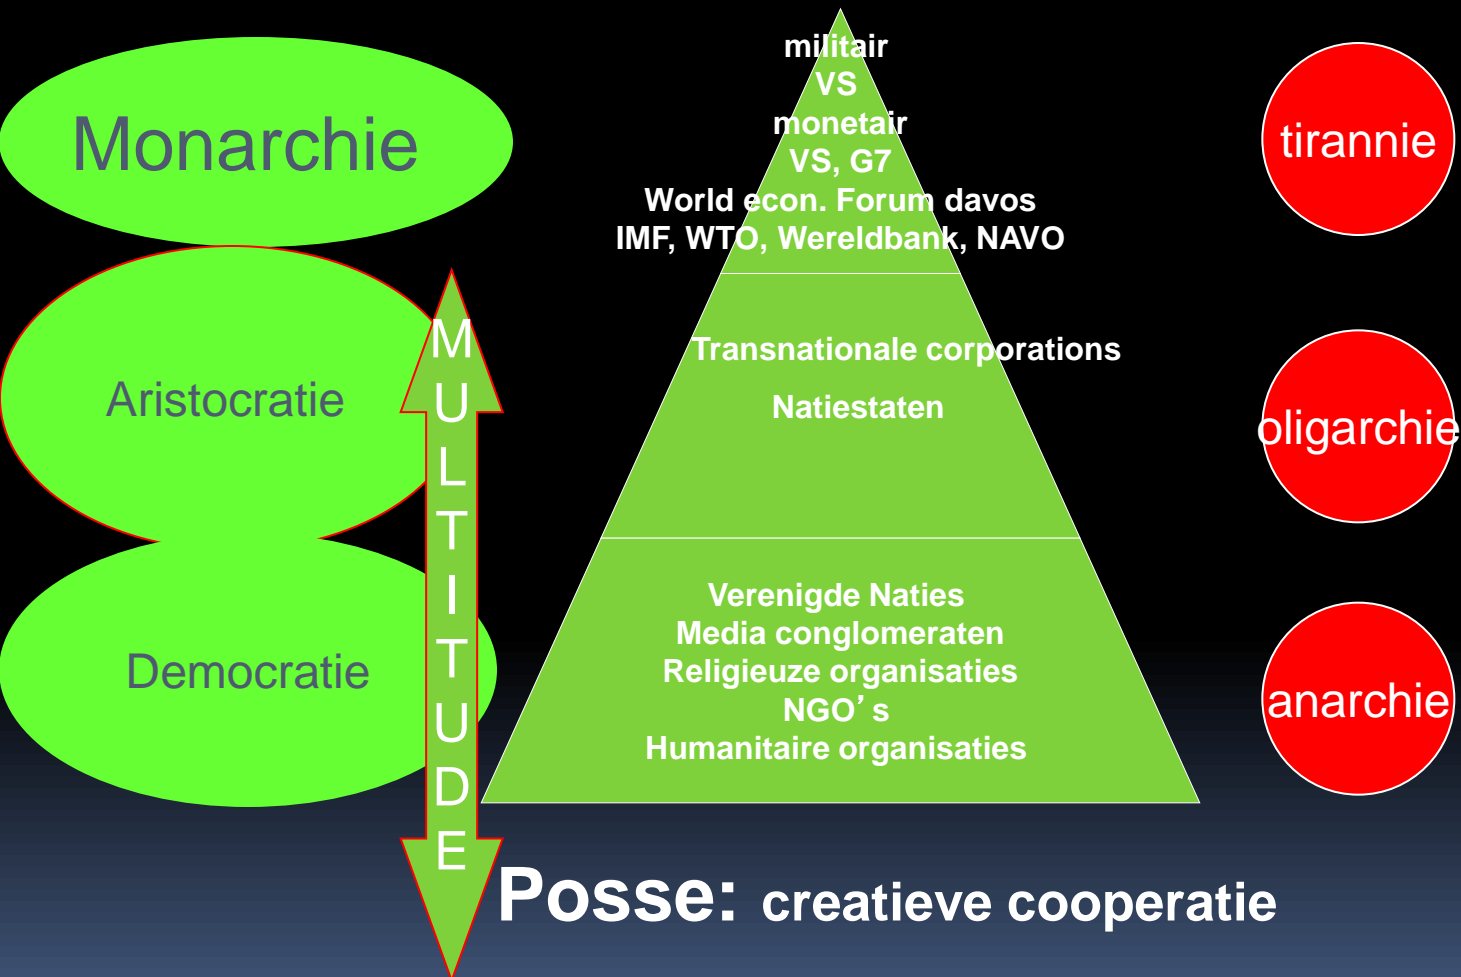 Monarchie
Aristocratie
Democratie
MULTITUDE
militair
VS
monetair
VS, G7
World econ. Forum davos
IMF, WTO, Wereldbank, NAVO
Transnationale corporations
Natiestaten
Verenigde Naties
Media conglomeraten
Religieuze organisaties
NGO’s
Humanitaire organisaties
tirannie
oligarchie
anarchie
Posse: creatieve cooperatie